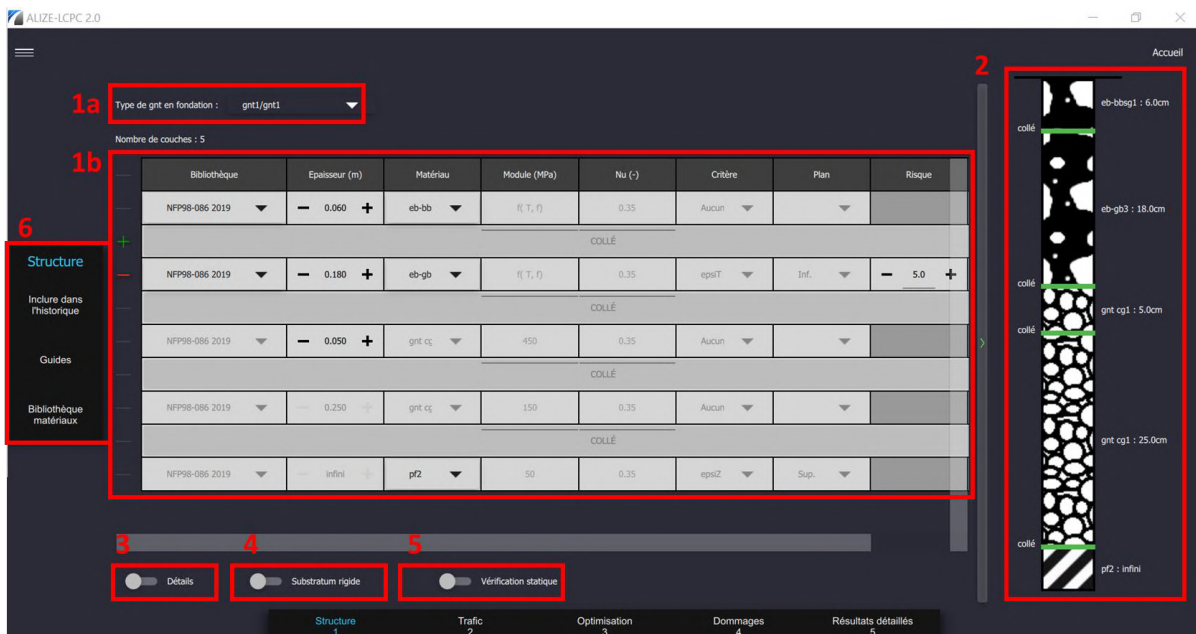 ALIZE-LCPC 2.0
Accueil
2
1a
Type de gnt en fondation : gnt1/gnt1
Nombre de couches : 5
1b
Bibliothèque Epaisseur (m) Matériau Module (MPa) Nu (-) Critère Plan Risque
NFP98-086 2019 0.060 eb-bb f( T, f) 0.35 Aucun
COLLÉ
NFP98-086 2019 0.180 eb-gb f( T, f) 0.35 epsiT Inf. 5.0
COLLÉ
NFP98-086 2019 0.050 gnt cg 450 0.35 Aucun
COLLÉ
NFP98-086 2019 0.250 gnt cg 150 0.35 Aucun
COLLÉ
NFP98-086 2019 infini pf2 50 0.35 epsiZ Sup.
6
Structure
Inclure dans
l'historique
Guides
Bibliothèque
matériaux
eb-bbsg1 : 6.0cm
collé
eb-gb3 : 18.0cm
collé
gnt cg1 : 5.0cm
collé
gnt cg1 : 25.0cm
collé
pf2 : infini
3 4 5
Détails Substratum rigide Vérification statique
Structure Trafic Optimisation Dommages Résultats détaillés
1 2 3 4 5